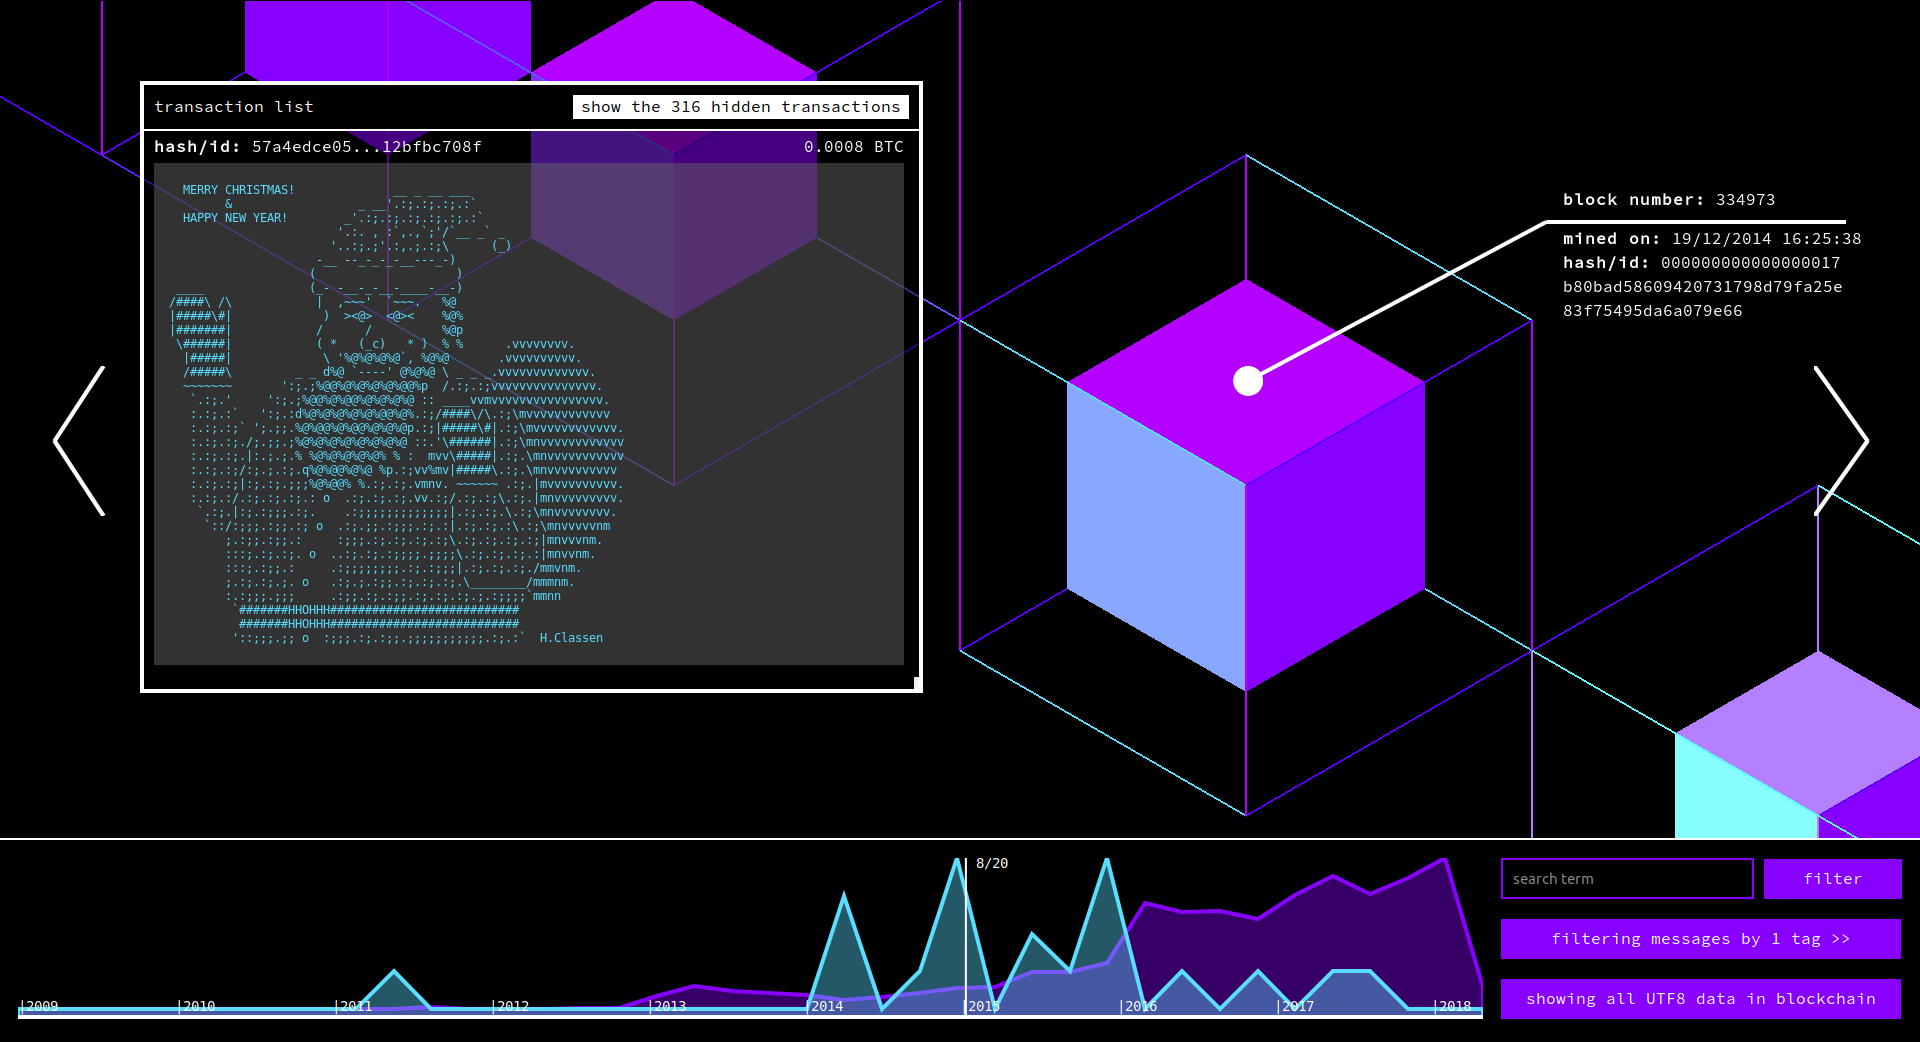 transaction list
show the 316 hidden transactions
hash/id: 57a4edce05...12bfbc708f
0.0008 BTC
MERRY CHRISTMAS!
&
HAPPY NEW YEAR!
H.Classen
block number: 334973
mined on: 19/12/2014 16:25:38
hash/id: 000000000000000017
b80bad58609420731798d79fa25e
83f75495da6a079e66
8/20
|2009 |2010 |2011 |2012 |2013 |2014 |2015 |2016 |2017 |2018
search term
filter
filtering messages by 1 tag >>
showing all UTF8 data in blockchain